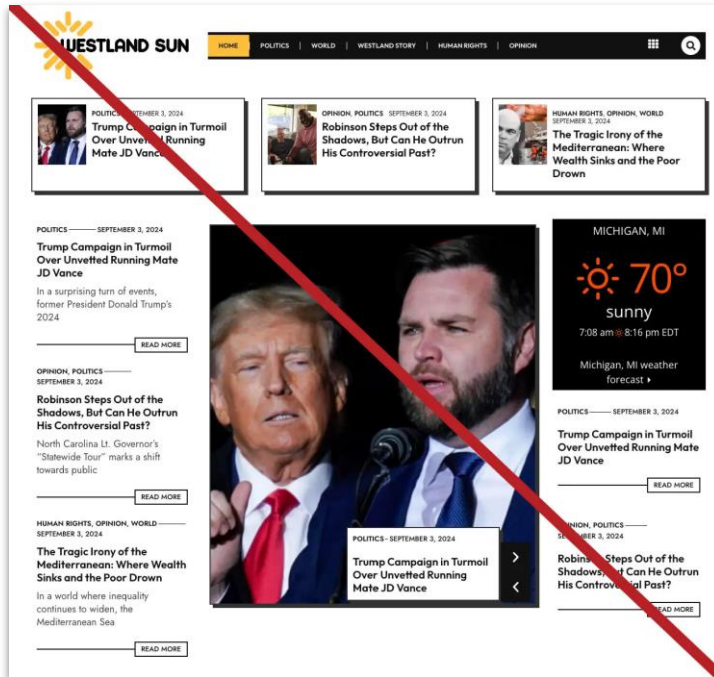 WESTLAND SUN
HOME
POLITICS
WORLD
WESTLAND STORY
HUMAN RIGHTS
OPINION
POLITICS SEPTEMBER 3, 2024
Trump Campaign in Turmoil
Over Unvetted Running
Mate JD Vance
OPINION, POLITICS SEPTEMBER 3, 2024
Robinson Steps Out of the
Shadows, But Can He Outrun
His Controversial Past?
HUMAN RIGHTS, OPINION, WORLD
SEPTEMBER 3, 2024
The Tragic Irony of the
Mediterranean: Where
Wealth Sinks and the Poor
Drown
POLITICS SEPTEMBER 3, 2024
Trump Campaign in Turmoil
Over Unvetted Running Mate
JD Vance
In a surprising turn of events,
former President Donald Trump's
2024
READ MORE
OPINION, POLITICS
SEPTEMBER 3, 2024
Robinson Steps Out of the
Shadows, But Can He Outrun
His Controversial Past?
North Carolina Lt. Governor's
"Statewide Tour" marks a shift
towards public
READ MORE
HUMAN RIGHTS, OPINION, WORLD
SEPTEMBER 3, 2024
The Tragic Irony of the
Mediterranean: Where Wealth
Sinks and the Poor Drown
In a world where inequality
continues to widen, the
Mediterranean Sea
READ MORE
POLITICS - SEPTEMBER 3, 2024
Trump Campaign in Turmoil
Over Unvetted Running
Mate JD Vance
MICHIGAN, MI
70°
sunny
7:08 am 8:16 pm EDT
Michigan, MI weather
forecast
POLITICS SEPTEMBER 3, 2024
Trump Campaign in Turmoil
Over Unvetted Running Mate
JD Vance
READ MORE
OPINION, POLITICS
SEPTEMBER 3, 2024
Robinson Steps Out of the
Shadows, But Can He Outrun
His Controversial Past?
READ MORE